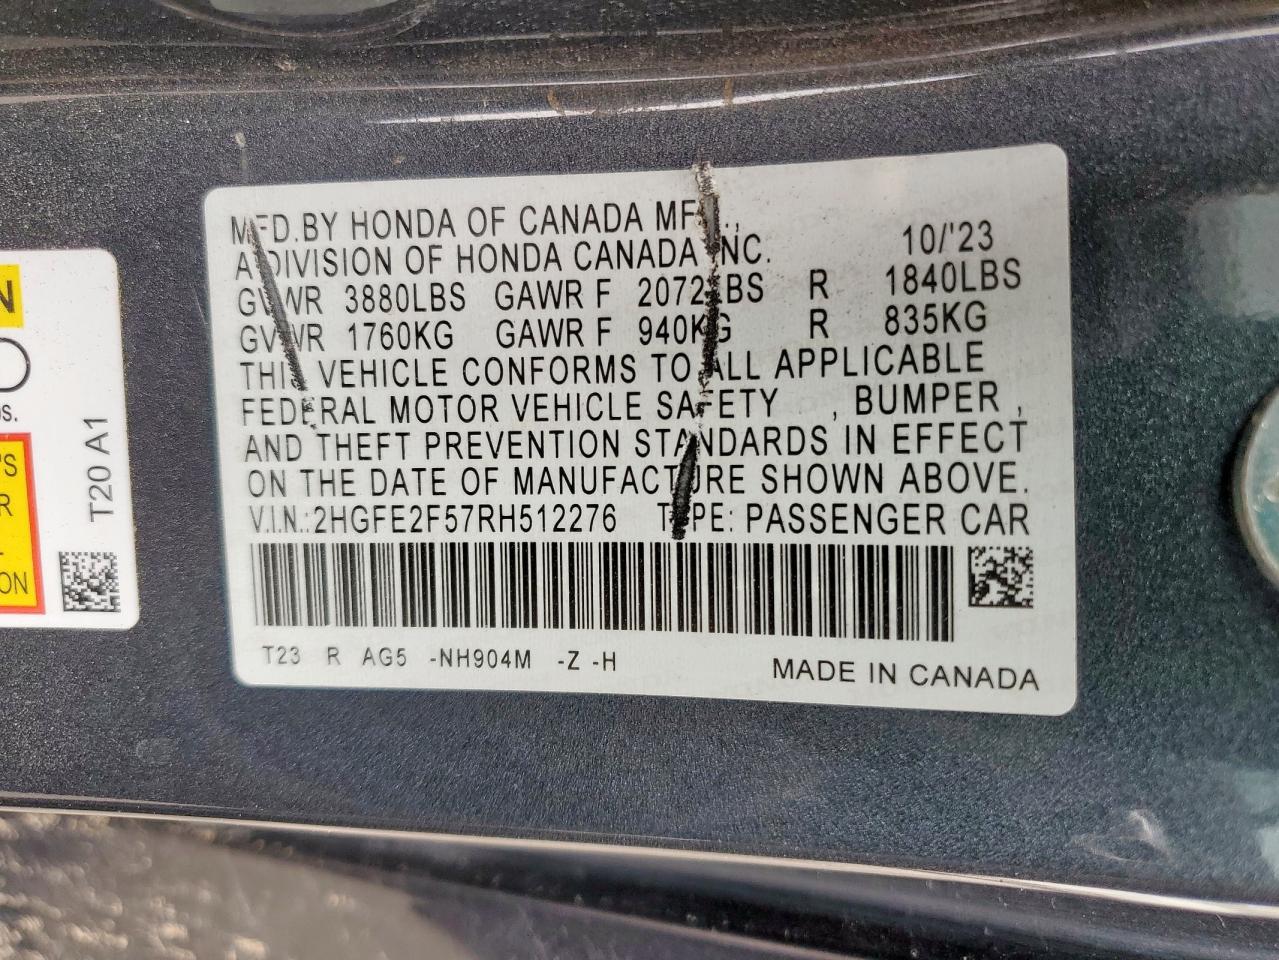 N
D
os.
'S
R
L
ON
T20 A1
MFD. BY HONDA OF CANADA MFG.,
A DIVISION OF HONDA CANADA INC. 10/'23
GVWR 3880LBS GAWR F 2072LBS R 1840LBS
GVWR 1760KG GAWR F 940KG R 835KG
THIS VEHICLE CONFORMS TO ALL APPLICABLE
FEDERAL MOTOR VEHICLE SAFETY , BUMPER ,
AND THEFT PREVENTION STANDARDS IN EFFECT
ON THE DATE OF MANUFACTURE SHOWN ABOVE.
V.I.N.:2HGFE2F57RH512276 TYPE: PASSENGER CAR
T23 R AG5 -NH904M -Z -H
MADE IN CANADA